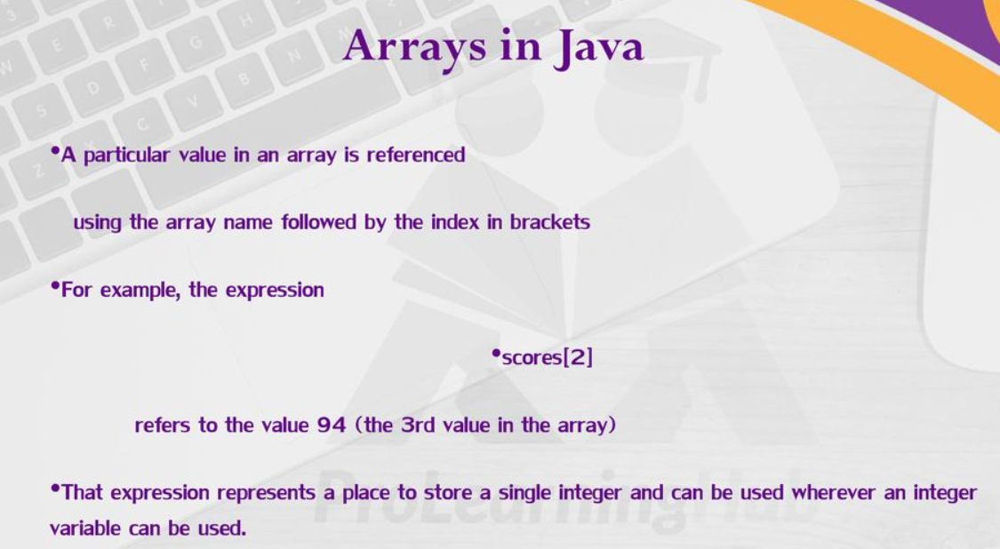 Arrays in Java
•A particular value in an array is referenced
using the array name followed by the index in brackets
•For example, the expression
•scores[2]
refers to the value 94 (the 3rd value in the array)
•That expression represents a place to store a single integer and can be used wherever an integer
variable can be used.
ProLearningHub